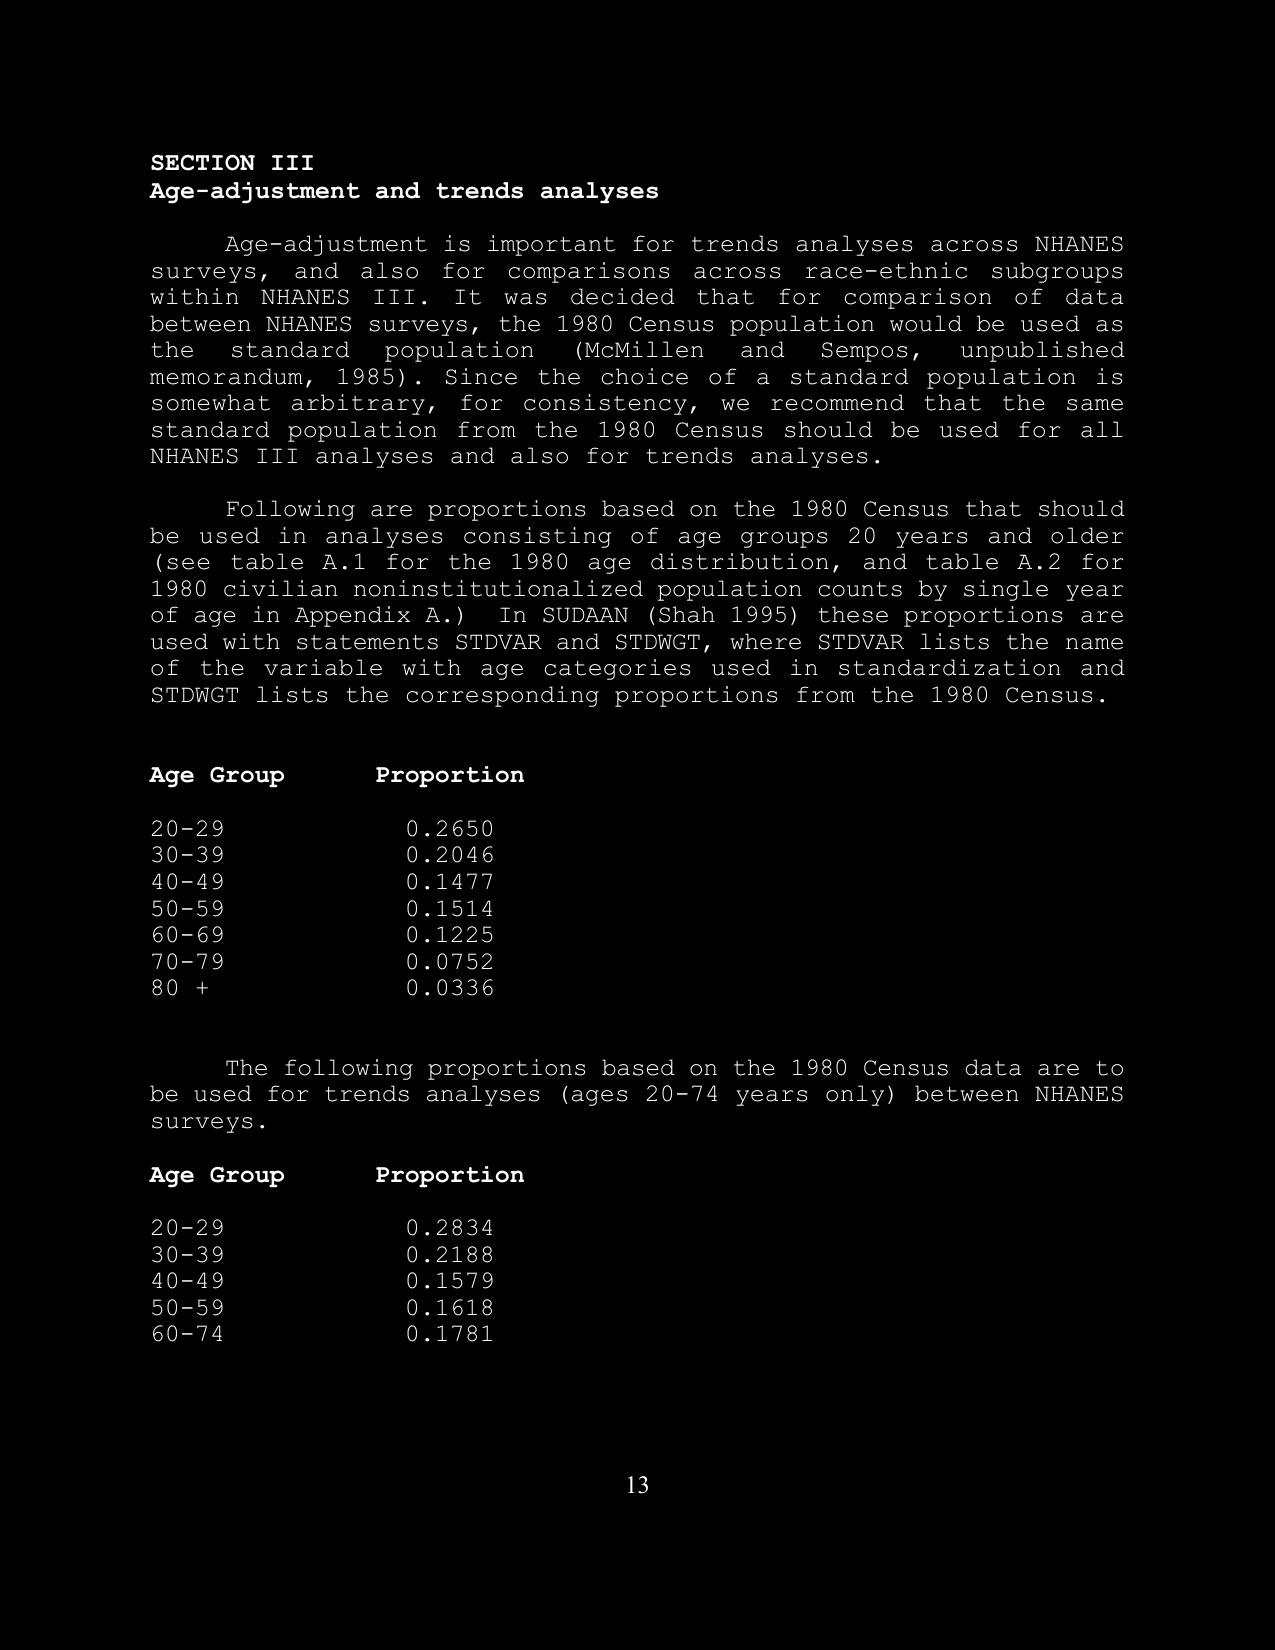 SECTION III
Age-adjustment and trends analyses
Age-adjustment is important for trends analyses across NHANES
surveys, and also for comparisons across race-ethnic subgroups
within NHANES III. It was decided that for comparison of data
between NHANES surveys, the 1980 Census population would be used as
the standard population (McMillen and Sempos, unpublished
memorandum, 1985). Since the choice of a standard population is
somewhat arbitrary, for consistency, we recommend that the same
standard population from the 1980 Census should be used for all
NHANES III analyses and also for trends analyses.
Following are proportions based on the 1980 Census that should
be used in analyses consisting of age groups 20 years and older
(see table A.1 for the 1980 age distribution, and table A.2 for
1980 civilian noninstitutionalized population counts by single year
of age in Appendix A.) In SUDAAN (Shah 1995) these proportions are
used with statements STDVAR and STDWGT, where STDVAR lists the name
of the variable with age categories used in standardization and
STDWGT lists the corresponding proportions from the 1980 Census.
Age Group Proportion
20-29 0.2650
30-39 0.2046
40-49 0.1477
50-59 0.1514
60-69 0.1225
70-79 0.0752
80 + 0.0336
The following proportions based on the 1980 Census data are to
be used for trends analyses (ages 20-74 years only) between NHANES
surveys.
Age Group Proportion
20-29 0.2834
30-39 0.2188
40-49 0.1579
50-59 0.1618
60-74 0.1781
13